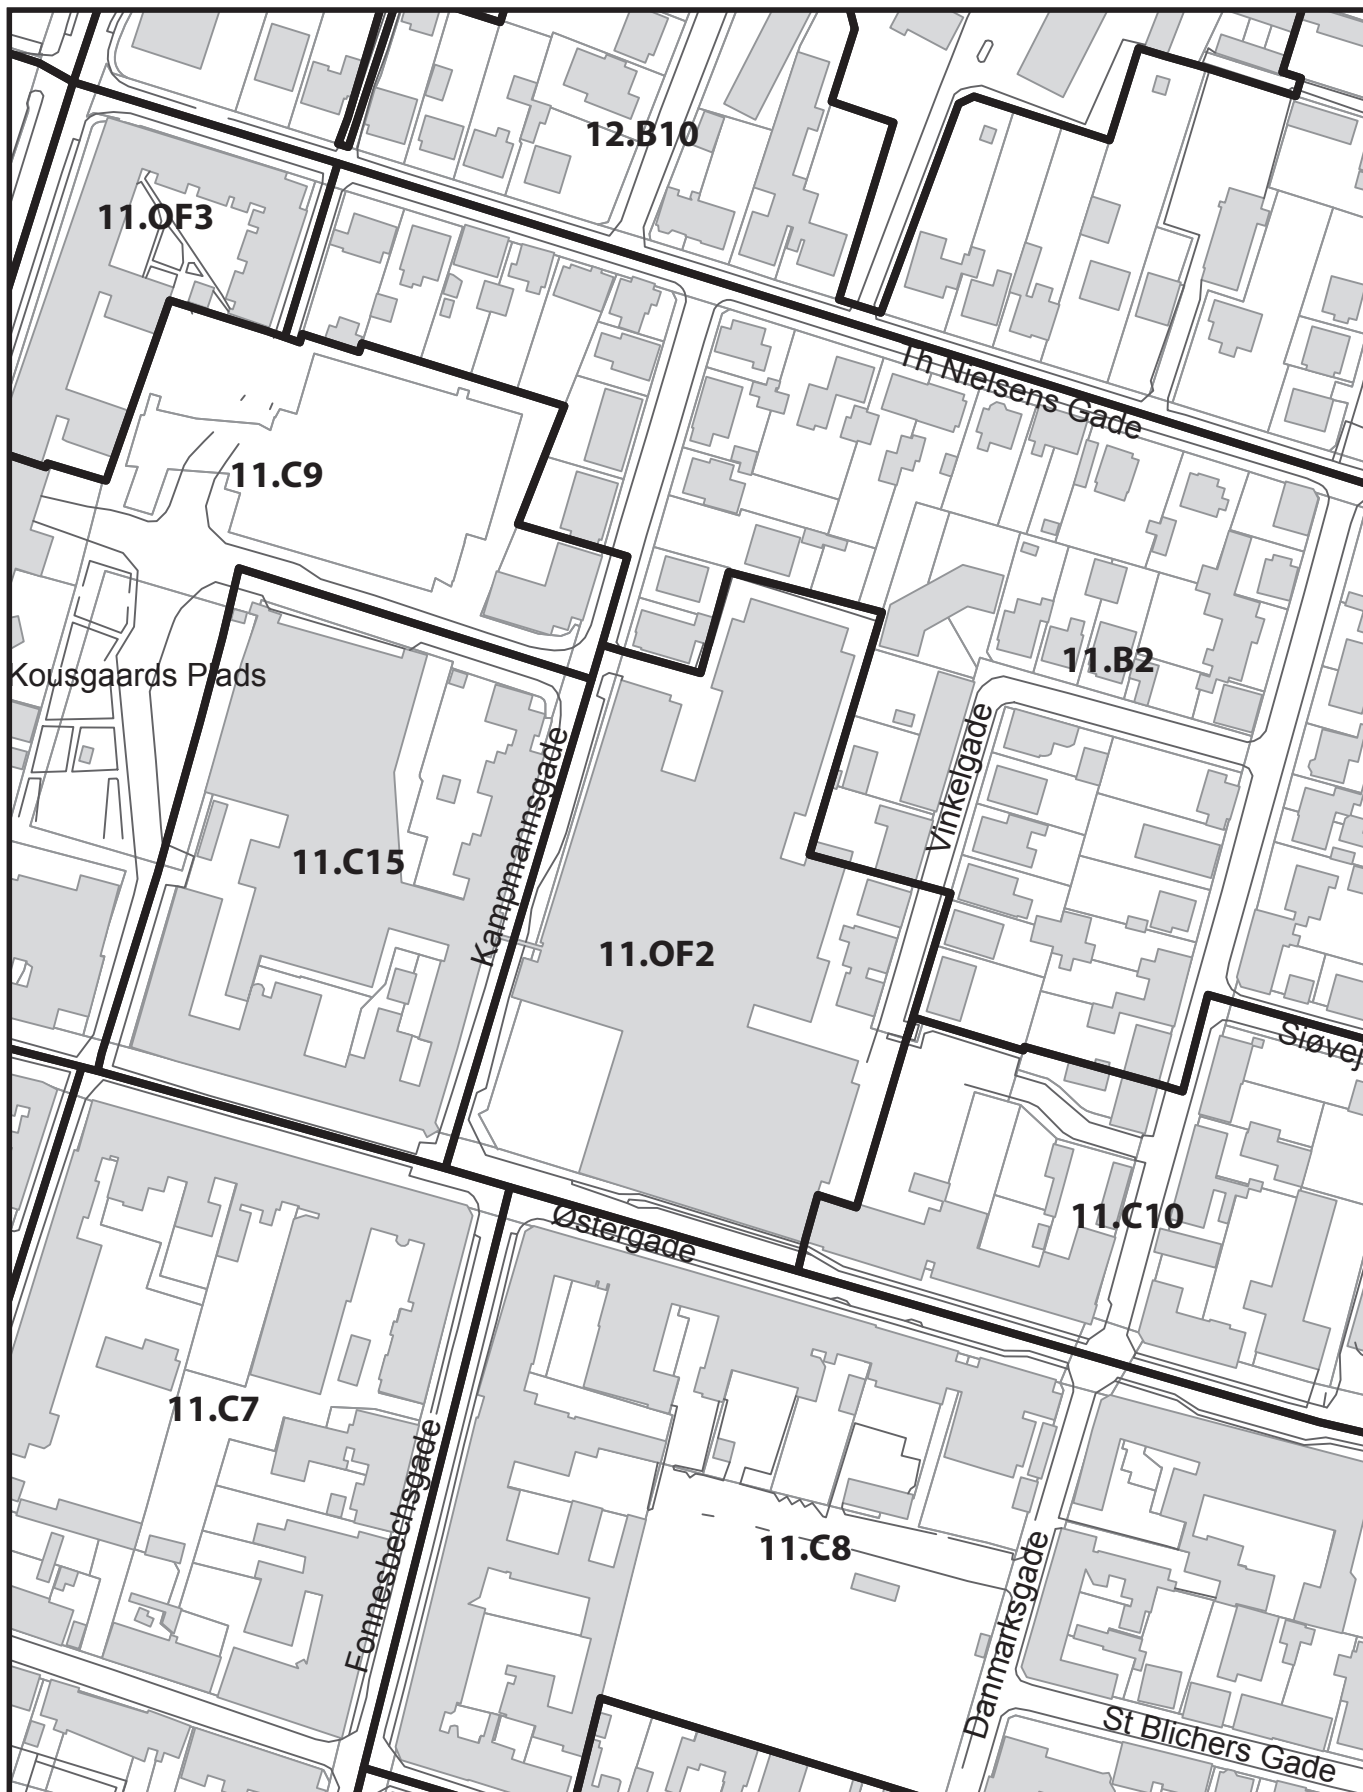 12.B10
11.OF3
Th Nielsens Gade
11.C9
11.B2
Kousgaards Plads
Vinkelgade
Kampmannsgade
11.C15
11.OF2
Siøvej
11.C10
Østergade
11.C7
Fonnesbechsgade
11.C8
Danmarksgade
St Blichers Gade